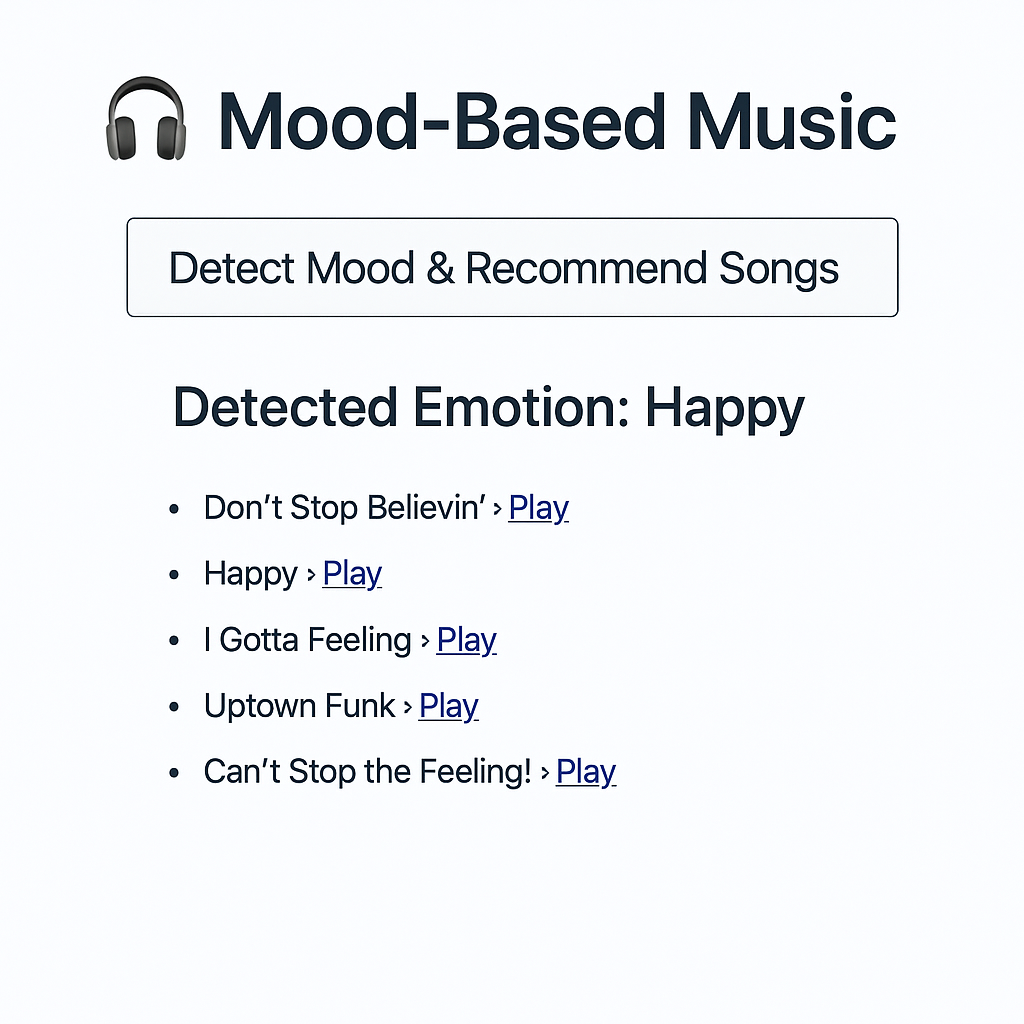 🎧 Mood-Based Music
Detect Mood & Recommend Songs
Detected Emotion: Happy
• Don’t Stop Believin’ › Play
• Happy › Play
• I Gotta Feeling › Play
• Uptown Funk › Play
• Can’t Stop the Feeling! › Play